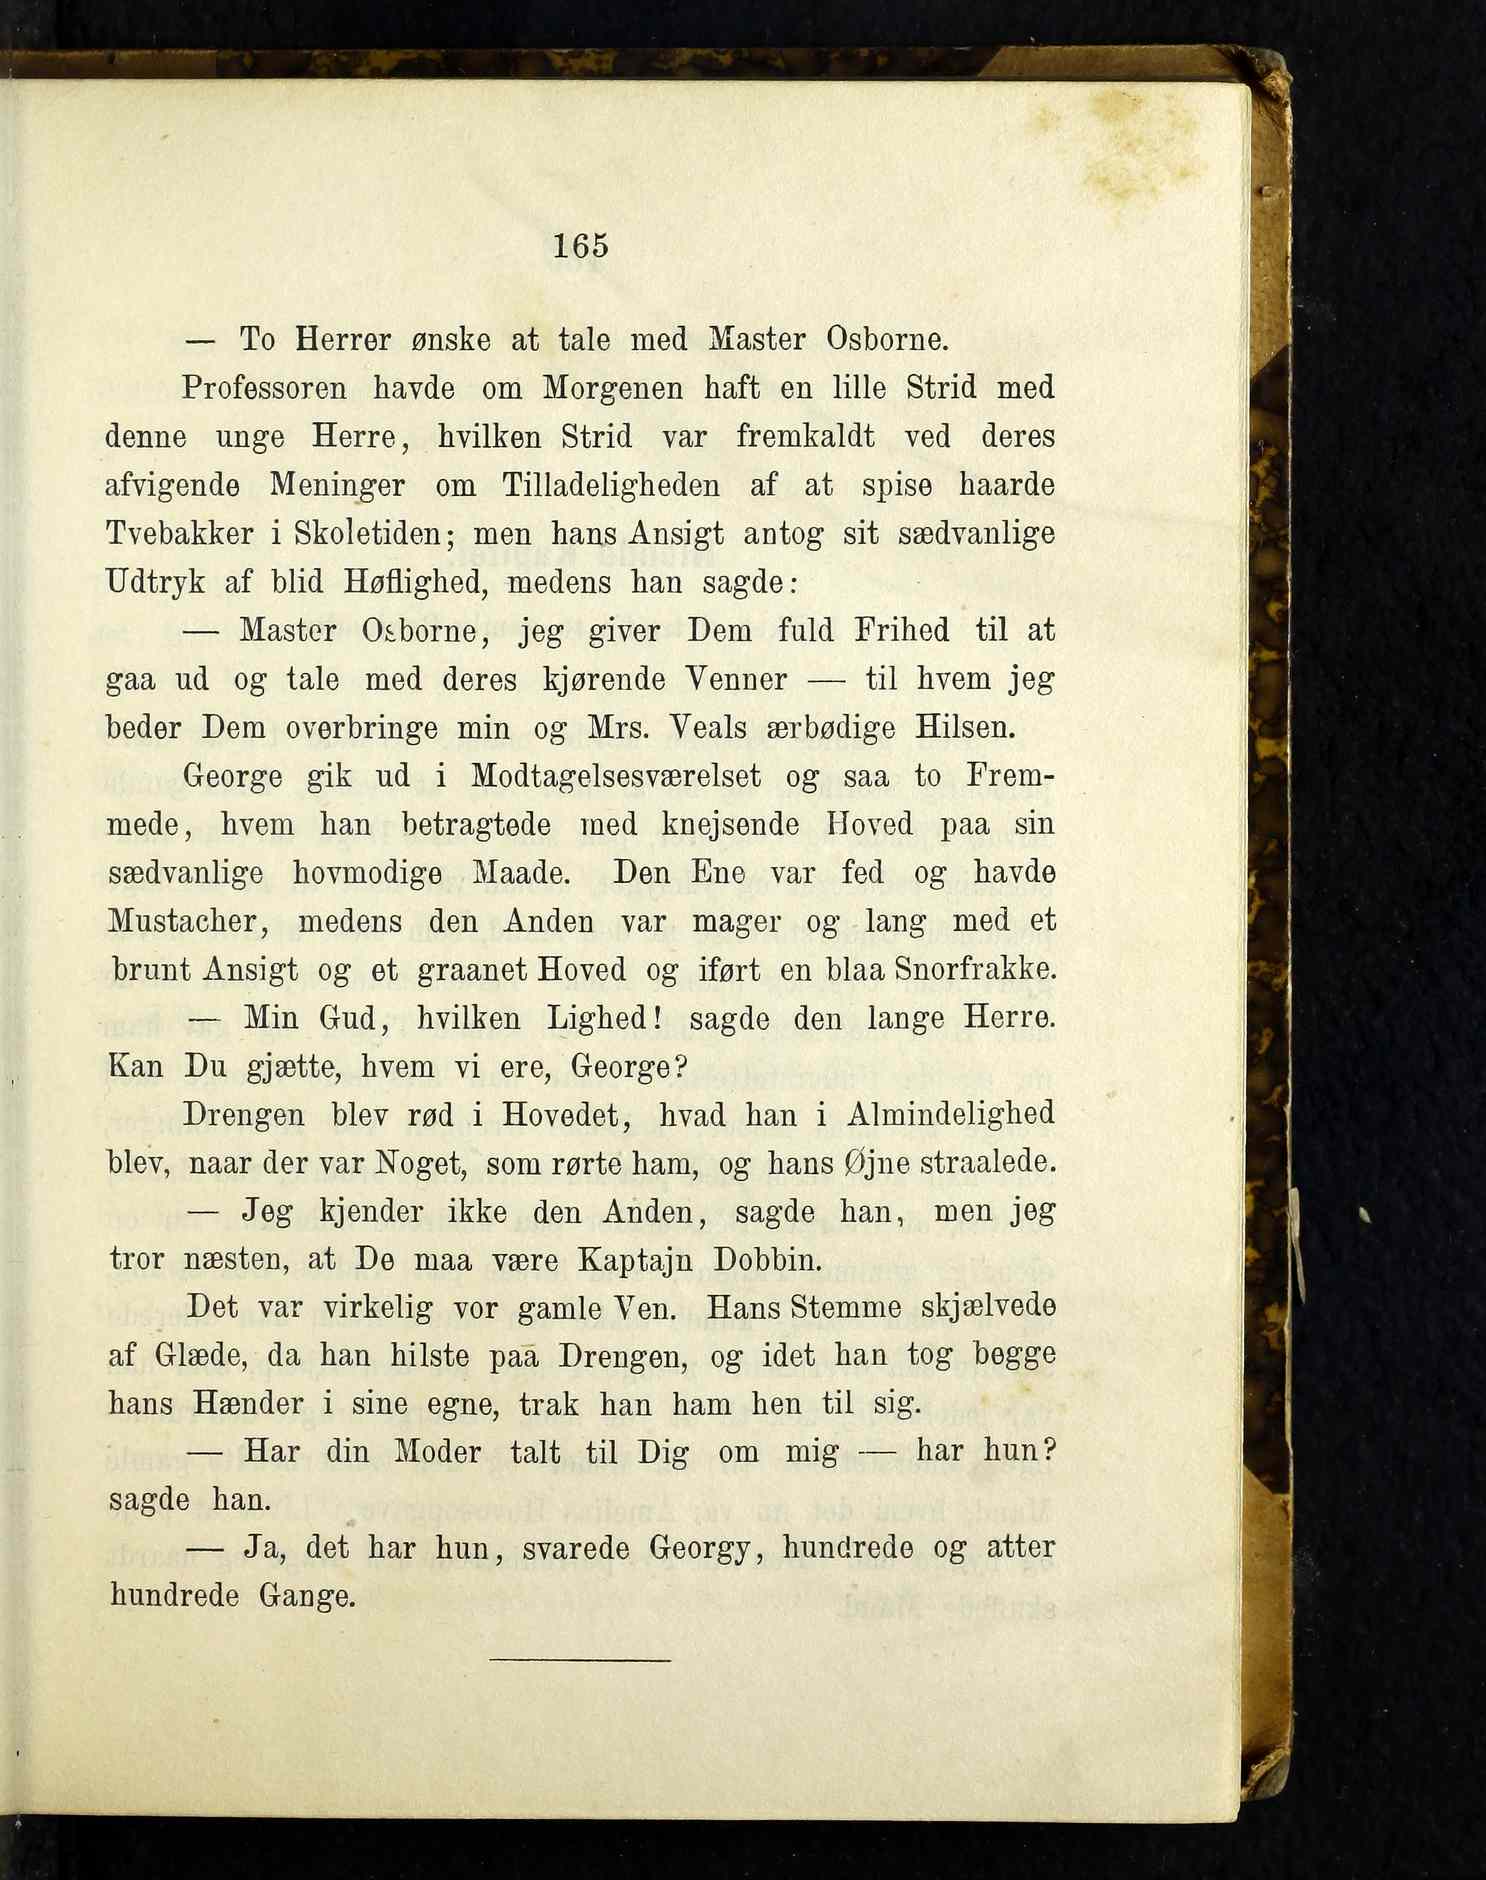 165
— To Herrer ønske at tale med Master Osborne.
Professoren havde om Morgenen haft en lille Strid med
denne unge Herre, hvilken Strid var fremkaldt ved deres
afvigende Meninger om Tilladeligheden af at spise haarde
Tvebakker i Skoletiden; men hans Ansigt antog sit sædvanlige
Udtryk af blid Høflighed, medens han sagde:
— Master Osborne, jeg giver Dem fuld Frihed til at
gaa ud og tale med deres kjørende Venner — til hvem jeg
beder Dem overbringe min og Mrs. Veals ærbødige Hilsen.
George gik ud i Modtagelsesværelset og saa to Frem-
mede, hvem han betragtede med knejsende Hoved paa sin
sædvanlige hovmodige Maade. Den Ene var fed og havde
Mustacher, medens den Anden var mager og lang med et
brunt Ansigt og et graanet Hoved og iført en blaa Snorfrakke.
— Min Gud, hvilken Lighed! sagde den lange Herre.
Kan Du gjætte, hvem vi ere, George?
Drengen blev rød i Hovedet, hvad han i Almindelighed
blev, naar der var Noget, som rørte ham, og hans Øjne straalede.
— Jeg kjender ikke den Anden, sagde han, men jeg
tror næsten, at De maa være Kaptajn Dobbin.
Det var virkelig vor gamle Ven. Hans Stemme skjælvede
af Glæde, da han hilste paa Drengen, og idet han tog begge
hans Hænder i sine egne, trak han ham hen til sig.
— Har din Moder talt til Dig om mig — har hun?
sagde han.
— Ja, det har hun, svarede Georgy, hundrede og atter
hundrede Gange.